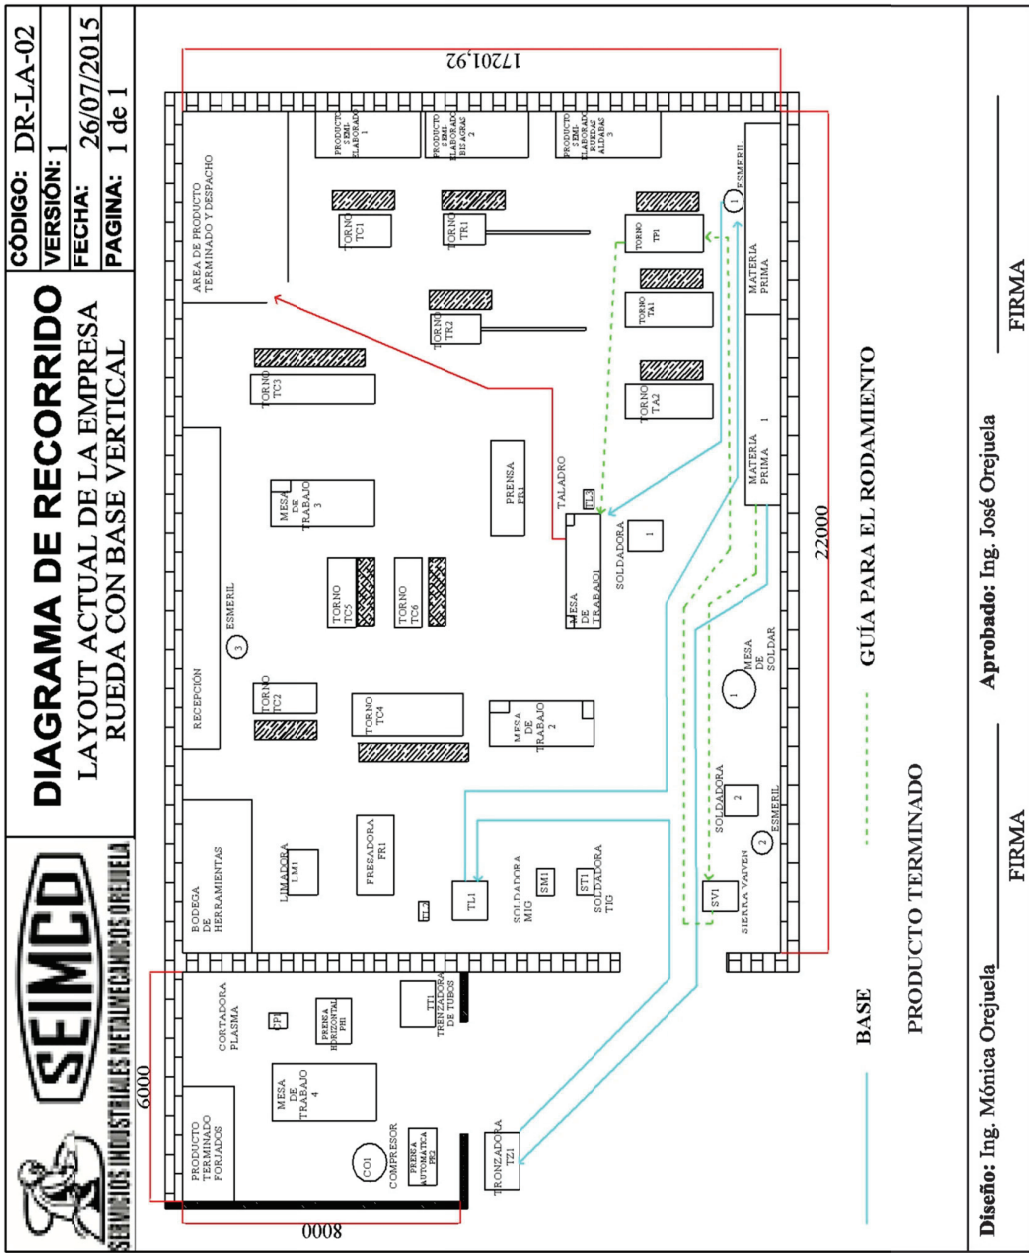 SEIMCO
SERVICIOS INDUSTRIALES METALMECANICOS OREJUELA
DIAGRAMA DE RECORRIDO
LAYOUT ACTUAL DE LA EMPRESA
RUEDA CON BASE VERTICAL
CÓDIGO: DR-LA-02
VERSIÓN: 1
FECHA: 26/07/2015
PAGINA: 1 de 1
6000
8000
17201,92
22000
PRODUCTO
TERMINADO
FORJADOS
CORTADORA
PLASMA
CP1
MESA
DE
TRABAJO
4
PRENSA
HORIZONTAL
PH1
CO1
COMPRESOR
PRENSA
AUTOMATICA
PR2
TT1
TRENZADORA
DE TUBOS
TRONZADORA
TZ1
BODEGA
DE
HERRAMIENTAS
RECEPCIÓN
ESMERIL
3
AREA DE PRODUCTO
TERMINADO Y DESPACHO
LIMADORA
LM1
TORNO
TC2
MESA
DE
TRABAJO
3
TORNO
TC3
FRESADORA
FR1
TORNO
TC4
TORNO
TC5
TORNO
TC6
TORNO
TC1
PRODUCTO
SEMI-
ELABORADO
1
TL2
TL1
TORNO
TR2
TORNO
TR1
PRODUCTO
SEMI-
ELABORADO
BISAGRAS
2
SOLDADORA
MIG
SM1
MESA
DE
TRABAJO
2
PRENSA
PR1
ST1
SOLDADORA
TIG
MESA
DE
TRABAJO1
TALADRO
TL3
PRODUCTO
SEMI-
ELABORADO
RUEDAS
ALDABAS
3
SOLDADORA
1
TORNO
TA2
TORNO
TA1
TORNO
TP1
SV1
SIERRA VAIVEN
SOLDADORA
2
ESMERIL
2
1
MESA
DE
SOLDAR
MATERIA
PRIMA
1
MATERIA
PRIMA
1
ESMERIL
BASE
GUÍA PARA EL RODAMIENTO
PRODUCTO TERMINADO
Diseño: Ing. Mónica Orejuela
FIRMA
Aprobado: Ing. José Orejuela
FIRMA